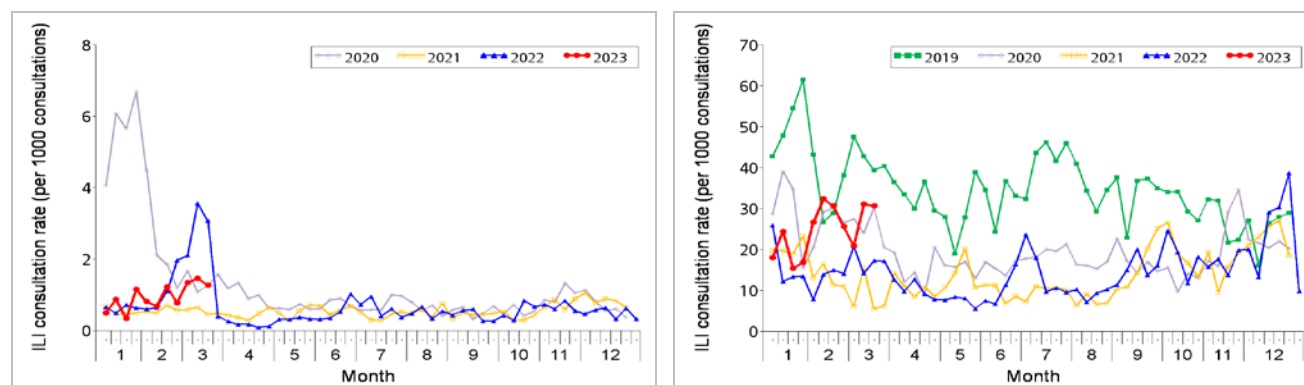 ILI consultation rate (per 1000 consultations)
8
6
4
2
0
2020 2021 2022 2023
1 2 3 4 5 6 7 8 9 10 11 12
Month
ILI consultation rate (per 1000 consultations)
70
60
50
40
30
20
10
0
2019 2020 2021 2022 2023
1 2 3 4 5 6 7 8 9 10 11 12
Month